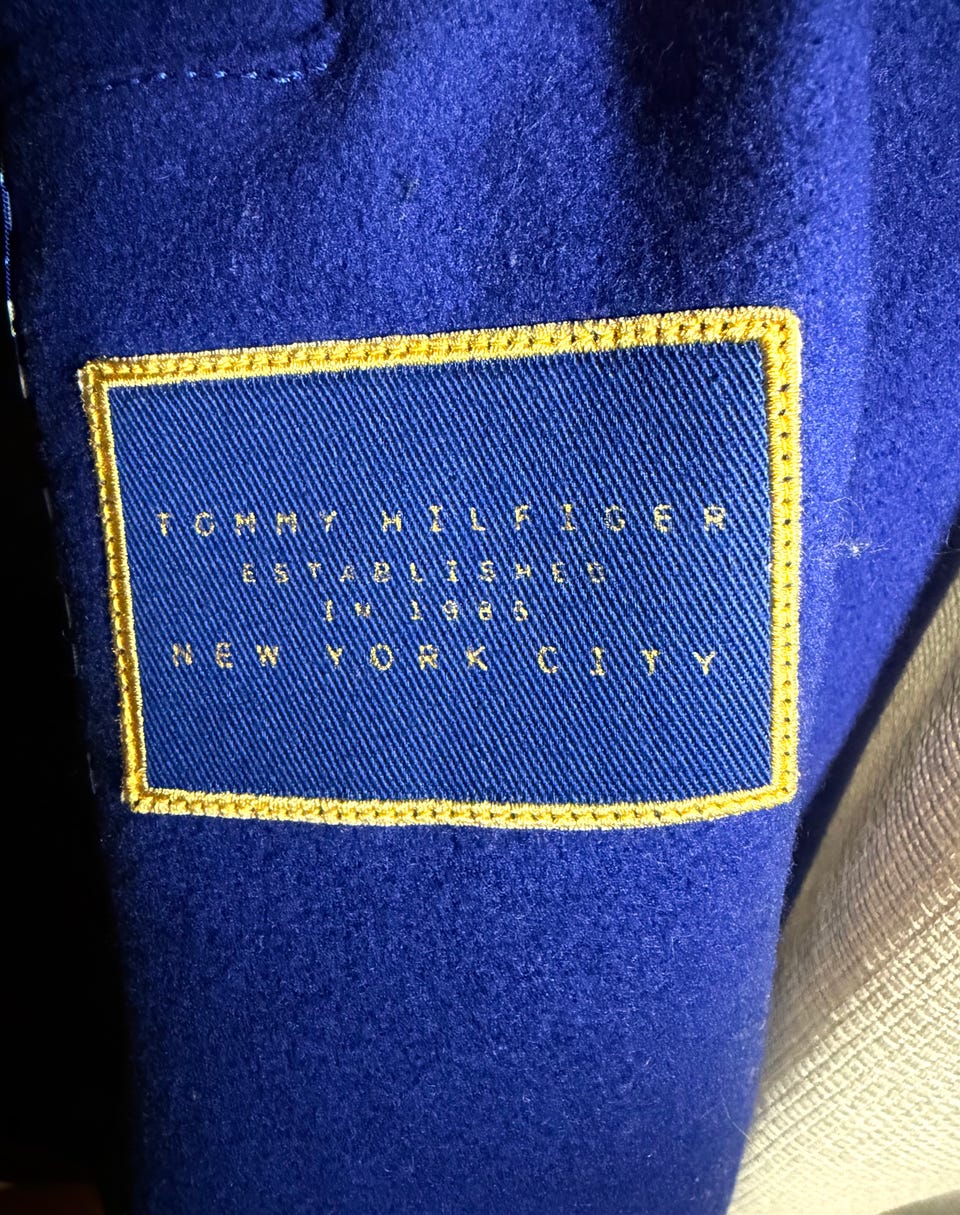 TOMMY HILFIGER
ESTABLISHED
IN 1985
NEW YORK CITY